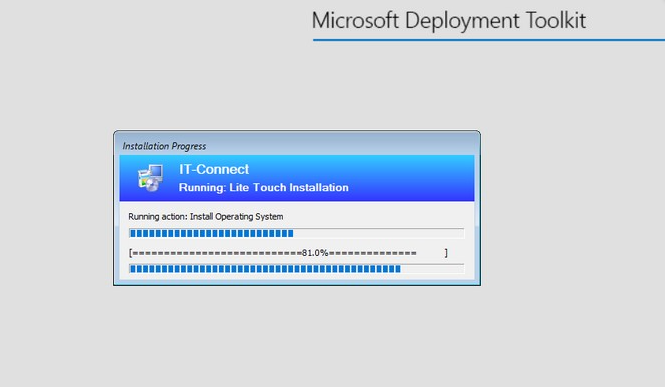 Microsoft Deployment Toolkit
Installation Progress
IT-Connect
Running: Lite Touch Installation
Running action: Install Operating System
[===========================81.0%============== ]